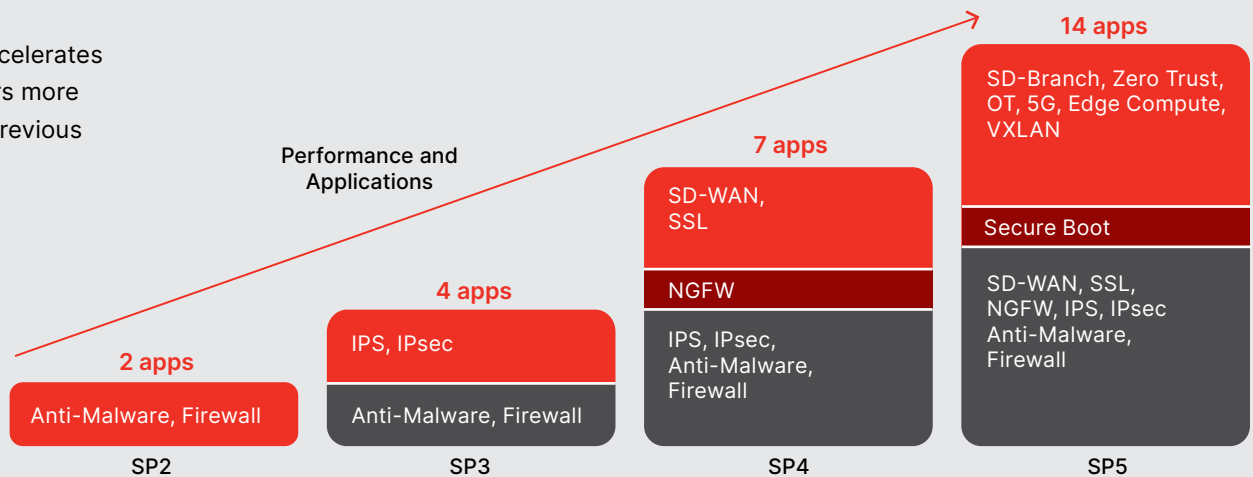 celerates
rs more
revious
Performance and
Applications
2 apps
Anti-Malware, Firewall
SP2
4 apps
IPS, IPsec
Anti-Malware, Firewall
SP3
7 apps
SD-WAN,
SSL
NGFW
IPS, IPsec,
Anti-Malware,
Firewall
SP4
14 apps
SD-Branch, Zero Trust,
OT, 5G, Edge Compute,
VXLAN
Secure Boot
SD-WAN, SSL,
NGFW, IPS, IPsec
Anti-Malware,
Firewall
SP5